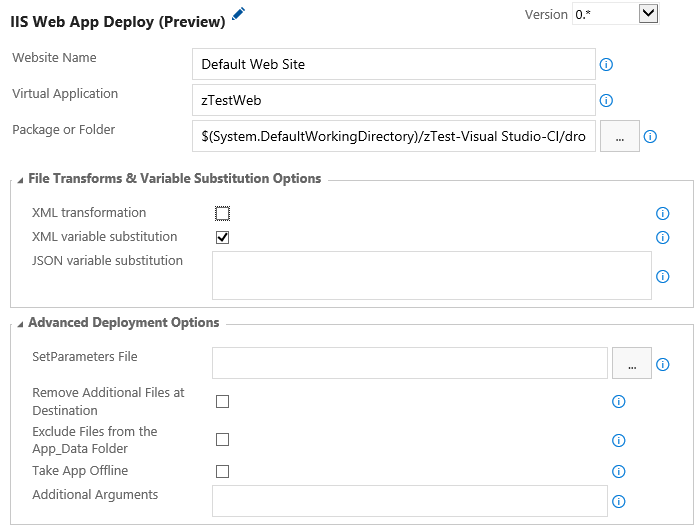 IIS Web App Deploy (Preview)
Version 0.*
Website Name
Default Web Site
Virtual Application
zTestWeb
Package or Folder
$(System.DefaultWorkingDirectory)/zTest-Visual Studio-CI/dro
...
File Transforms & Variable Substitution Options
XML transformation
XML variable substitution
JSON variable substitution
Advanced Deployment Options
SetParameters File
...
Remove Additional Files at
Destination
Exclude Files from the
App_Data Folder
Take App Offline
Additional Arguments